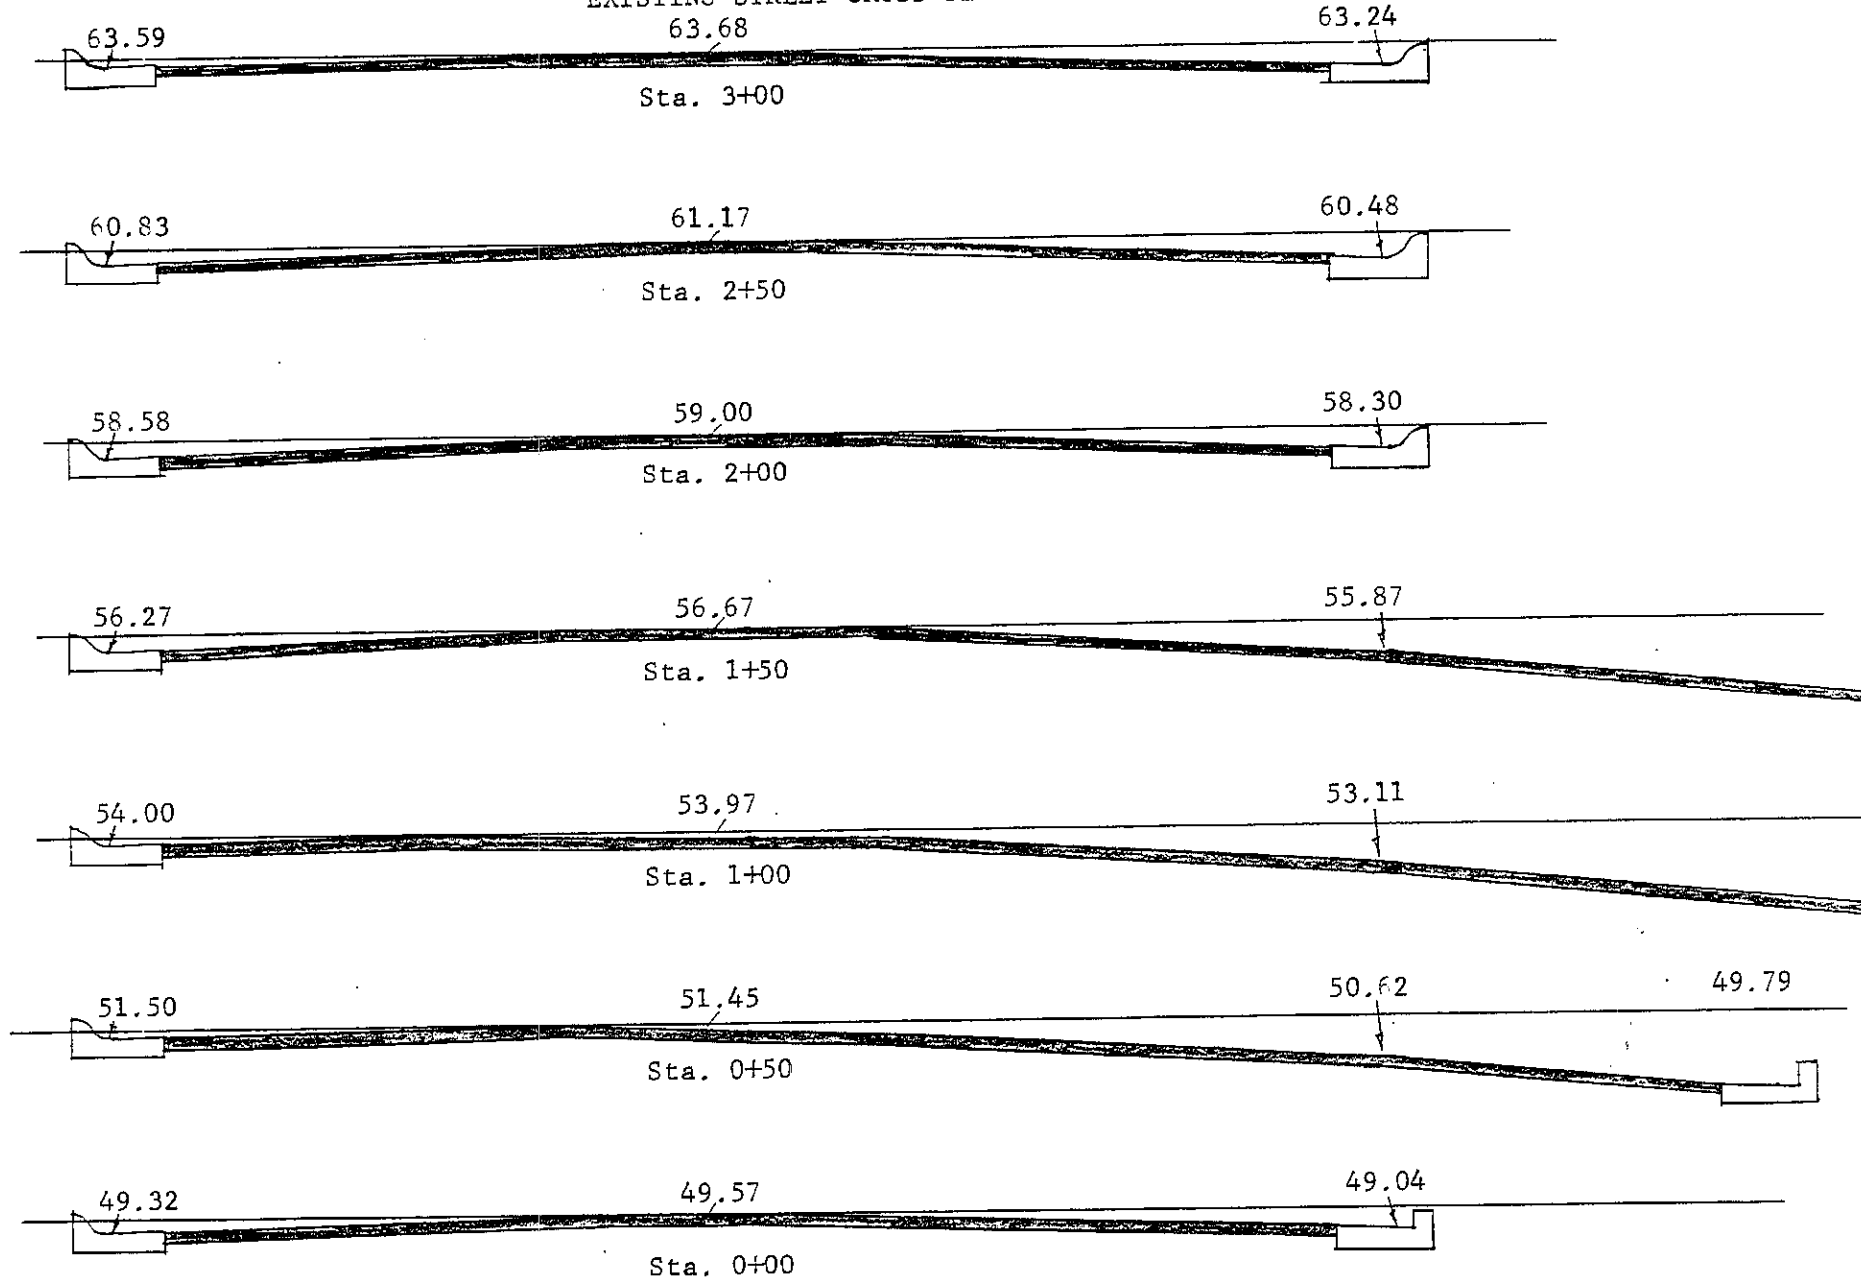 EXISTING STREET
63.59 63.68 63.24
Sta. 3+00
60.83 61.17 60.48
Sta. 2+50
58.58 59.00 58.30
Sta. 2+00
56.27 56.67 55.87
Sta. 1+50
54.00 53.97 53.11
Sta. 1+00
51.50 51.45 50.62 49.79
Sta. 0+50
49.32 49.57 49.04
Sta. 0+00